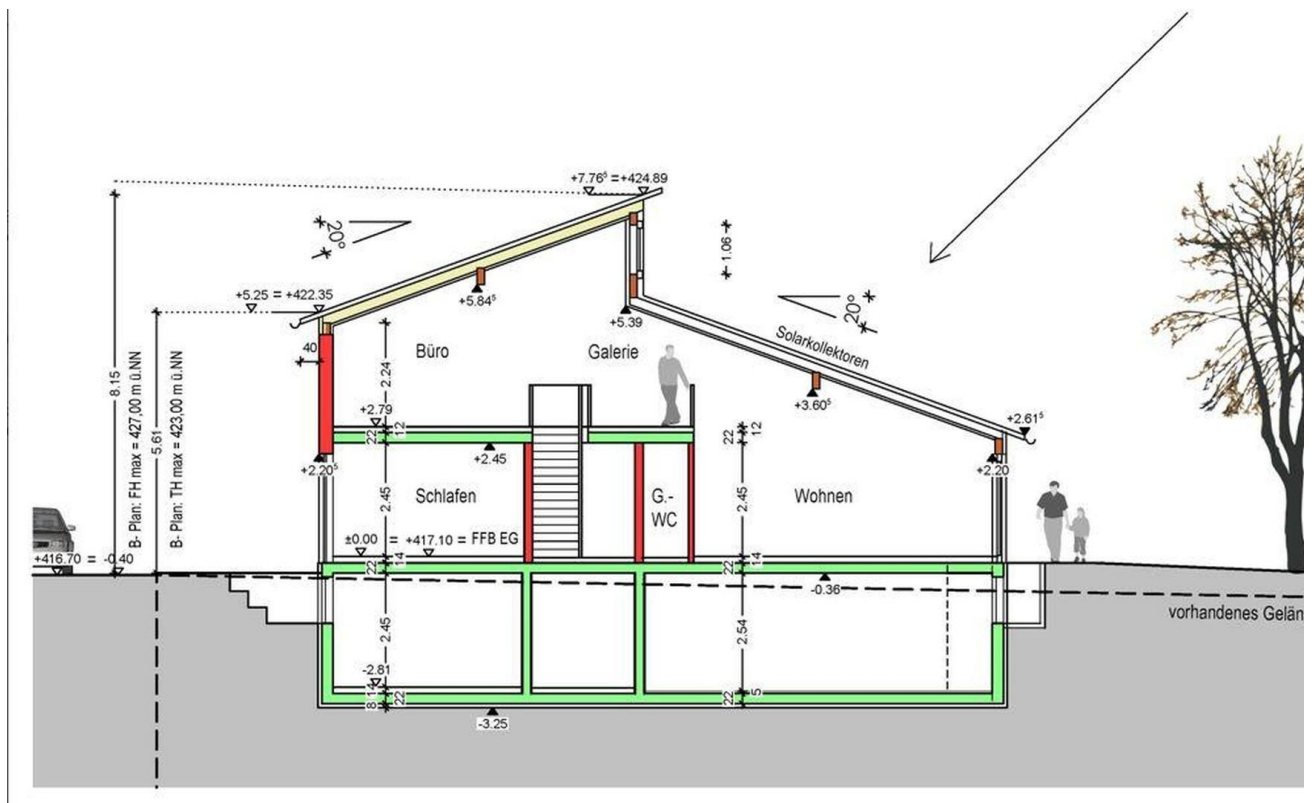 +7.76⁵ =+424.89
20°
1.06
+5.25 = +422.35
+5.84⁵
+5.39
20°
Solarkollektoren
40
Büro
Galerie
2.24
8.15
B- Plan: FH max = 427,00 m ü.NN
5.61
B- Plan: TH max = 423,00 m ü.NN
+3.60⁵
+2.79
+2.61⁵
22
12
22
12
+2.20⁵
+2.45
+2.20
2.45
Schlafen
G.-
WC
2.45
Wohnen
±0.00 = +417.10 = FFB EG
+416.70 = -0.40
22
14
22
14
-0.36
vorhandenes Gelän
2.45
2.54
-2.81
8
14
22
22
5
-3.25